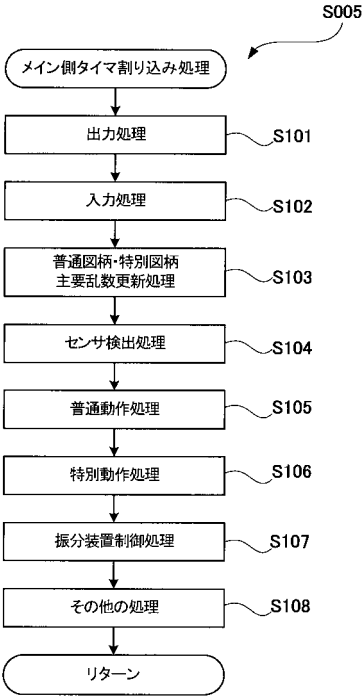 S005
メイン側タイマ割り込み処理
出力処理
S101
入力処理
S102
普通図柄・特別図柄
主要乱数更新処理
S103
センサ検出処理
S104
普通動作処理
S105
特別動作処理
S106
振分装置制御処理
S107
その他の処理
S108
リターン